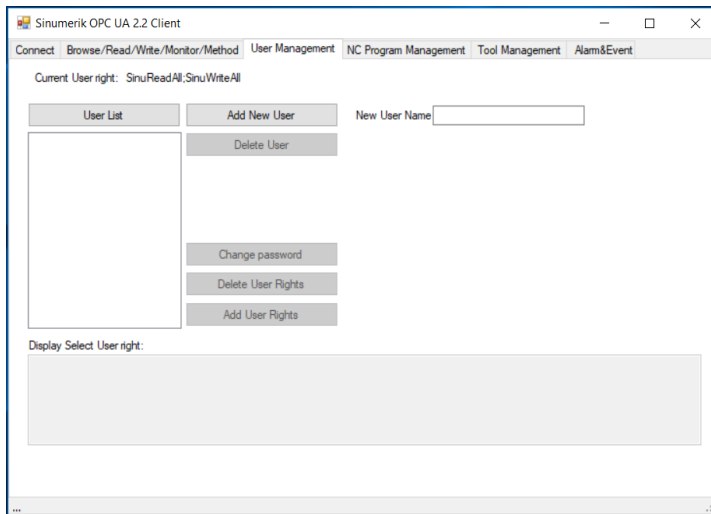 Sinumerik OPC UA 2.2 Client
Connect Browse/Read/Write/Monitor/Method User Management NC Program Management Tool Management Alam&Event
Current User right: SinuReadAll;SinuWriteAll
User List Add New User New User Name
Delete User
Change password
Delete User Rights
Add User Rights
Display Select User right:
...